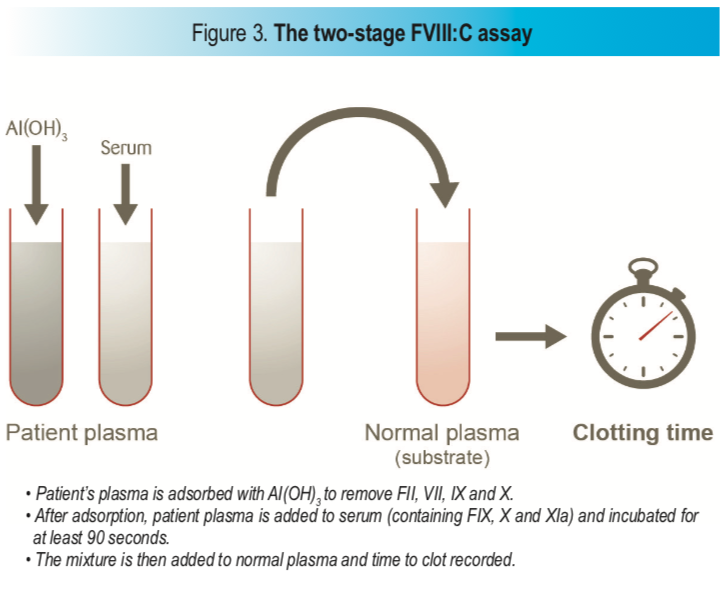 Figure 3. The two-stage FVIII:C assay
Al(OH)₃
Serum
Patient plasma
Normal plasma
(substrate)
Clotting time
• Patient's plasma is adsorbed with Al(OH)₃ to remove FII, VII, IX and X.
• After adsorption, patient plasma is added to serum (containing FIX, X and XIa) and incubated for
at least 90 seconds.
• The mixture is then added to normal plasma and time to clot recorded.